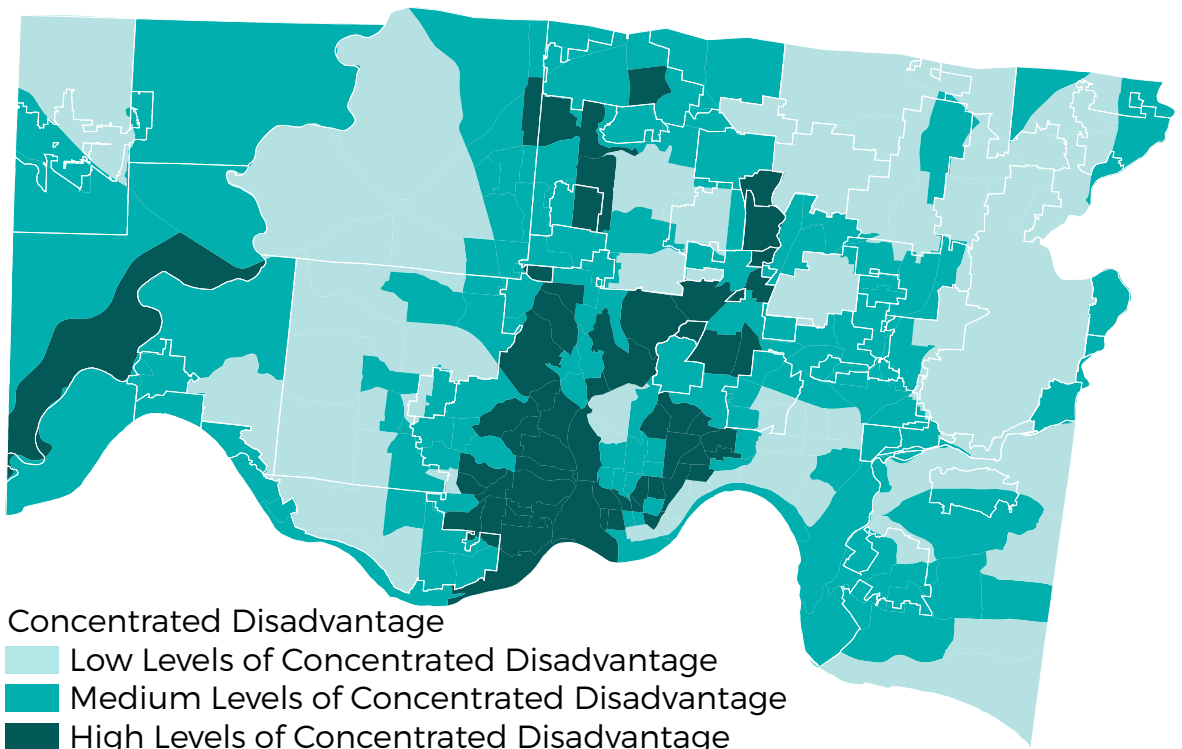 Concentrated Disadvantage
Low Levels of Concentrated Disadvantage
Medium Levels of Concentrated Disadvantage
High Levels of Concentrated Disadvantage